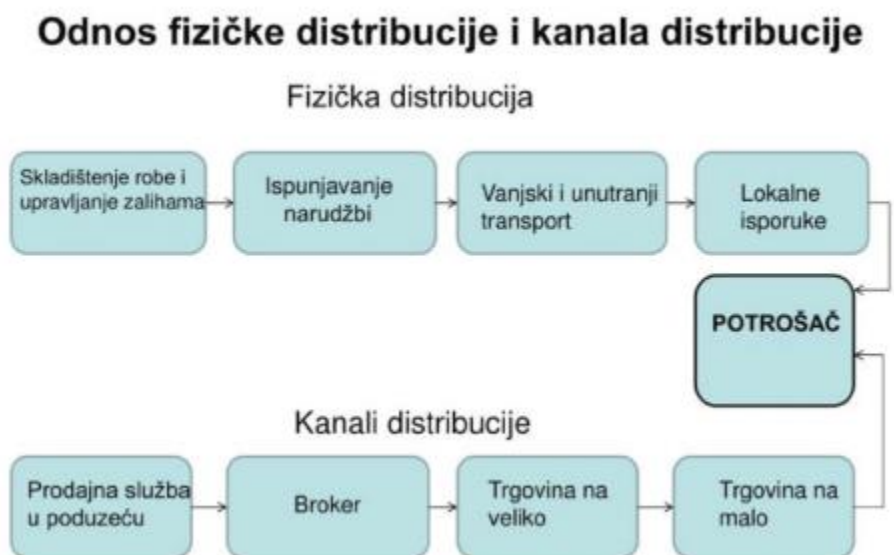 Odnos fizičke distribucije i kanala distribucije
Fizička distribucija
Skladištenje robe i
upravljanje zalihama
Ispunjavanje
narudžbi
Vanjski i unutranji
transport
Lokalne
isporuke
POTROŠAČ
Kanali distribucije
Prodajna služba
u poduzeću
Broker
Trgovina na
veliko
Trgovina na
malo